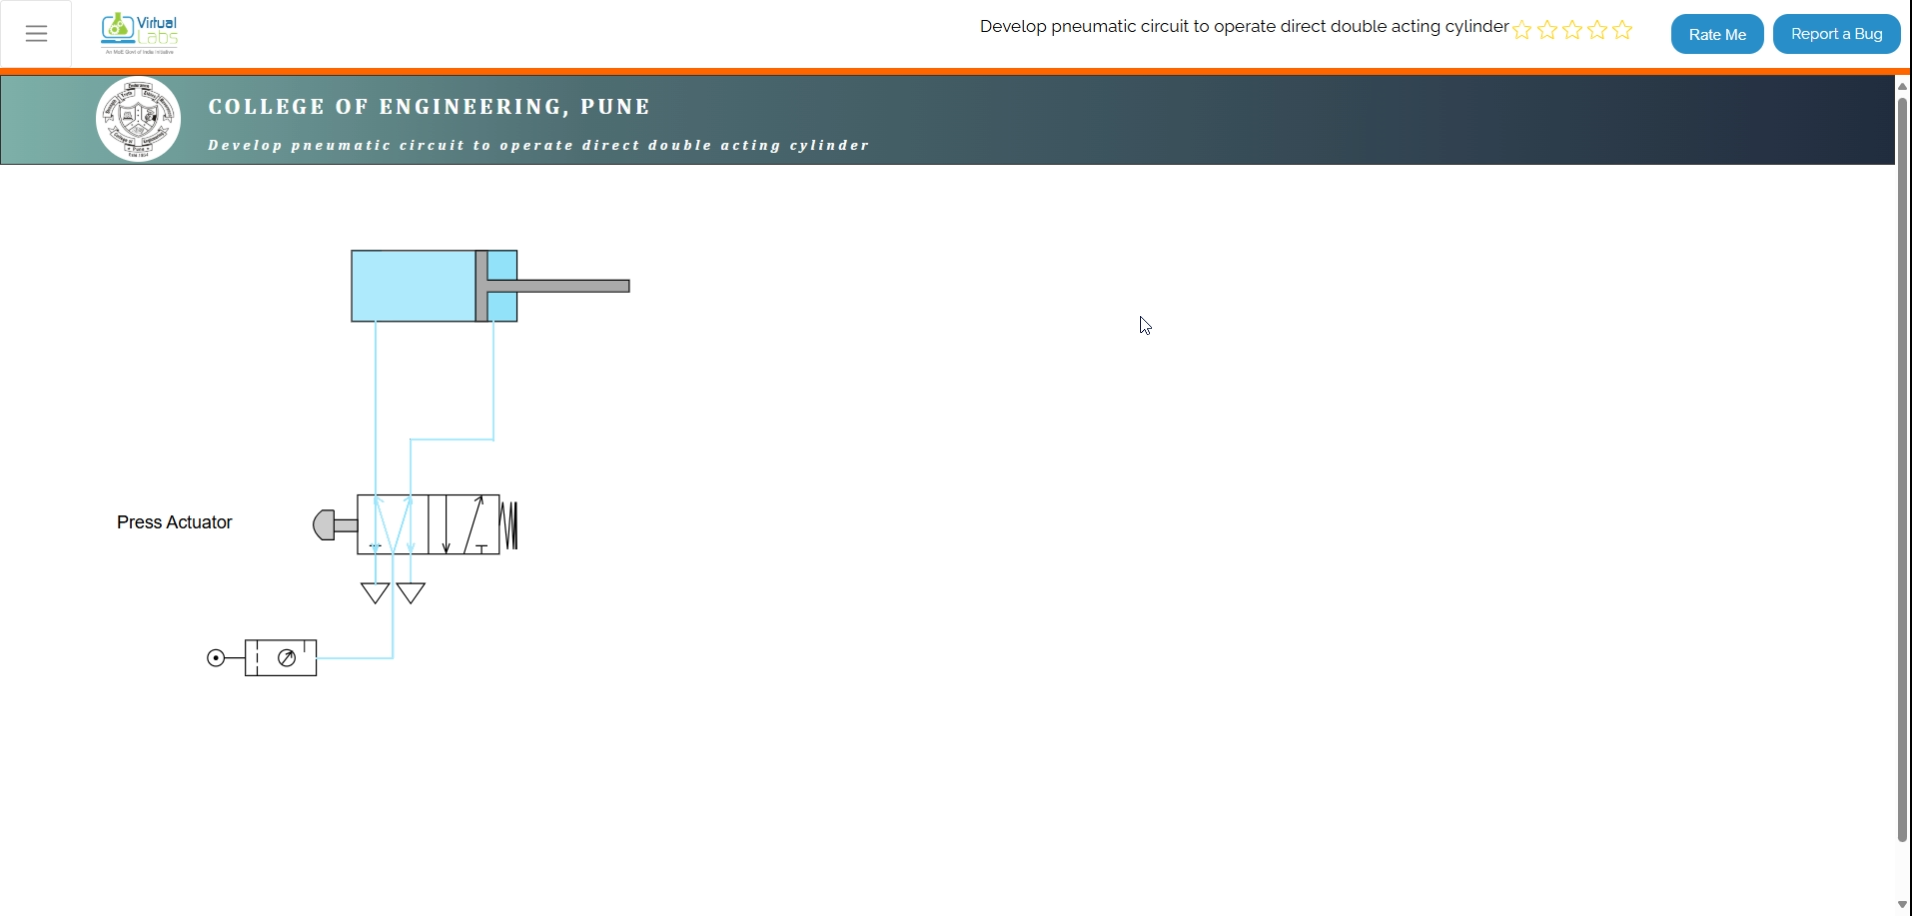 Virtual
Labs
An MoE Govt of India Initiative
Develop pneumatic circuit to operate direct double acting cylinder
Rate Me
Report a Bug
COLLEGE OF ENGINEERING, PUNE
Develop pneumatic circuit to operate direct double acting cylinder
Press Actuator